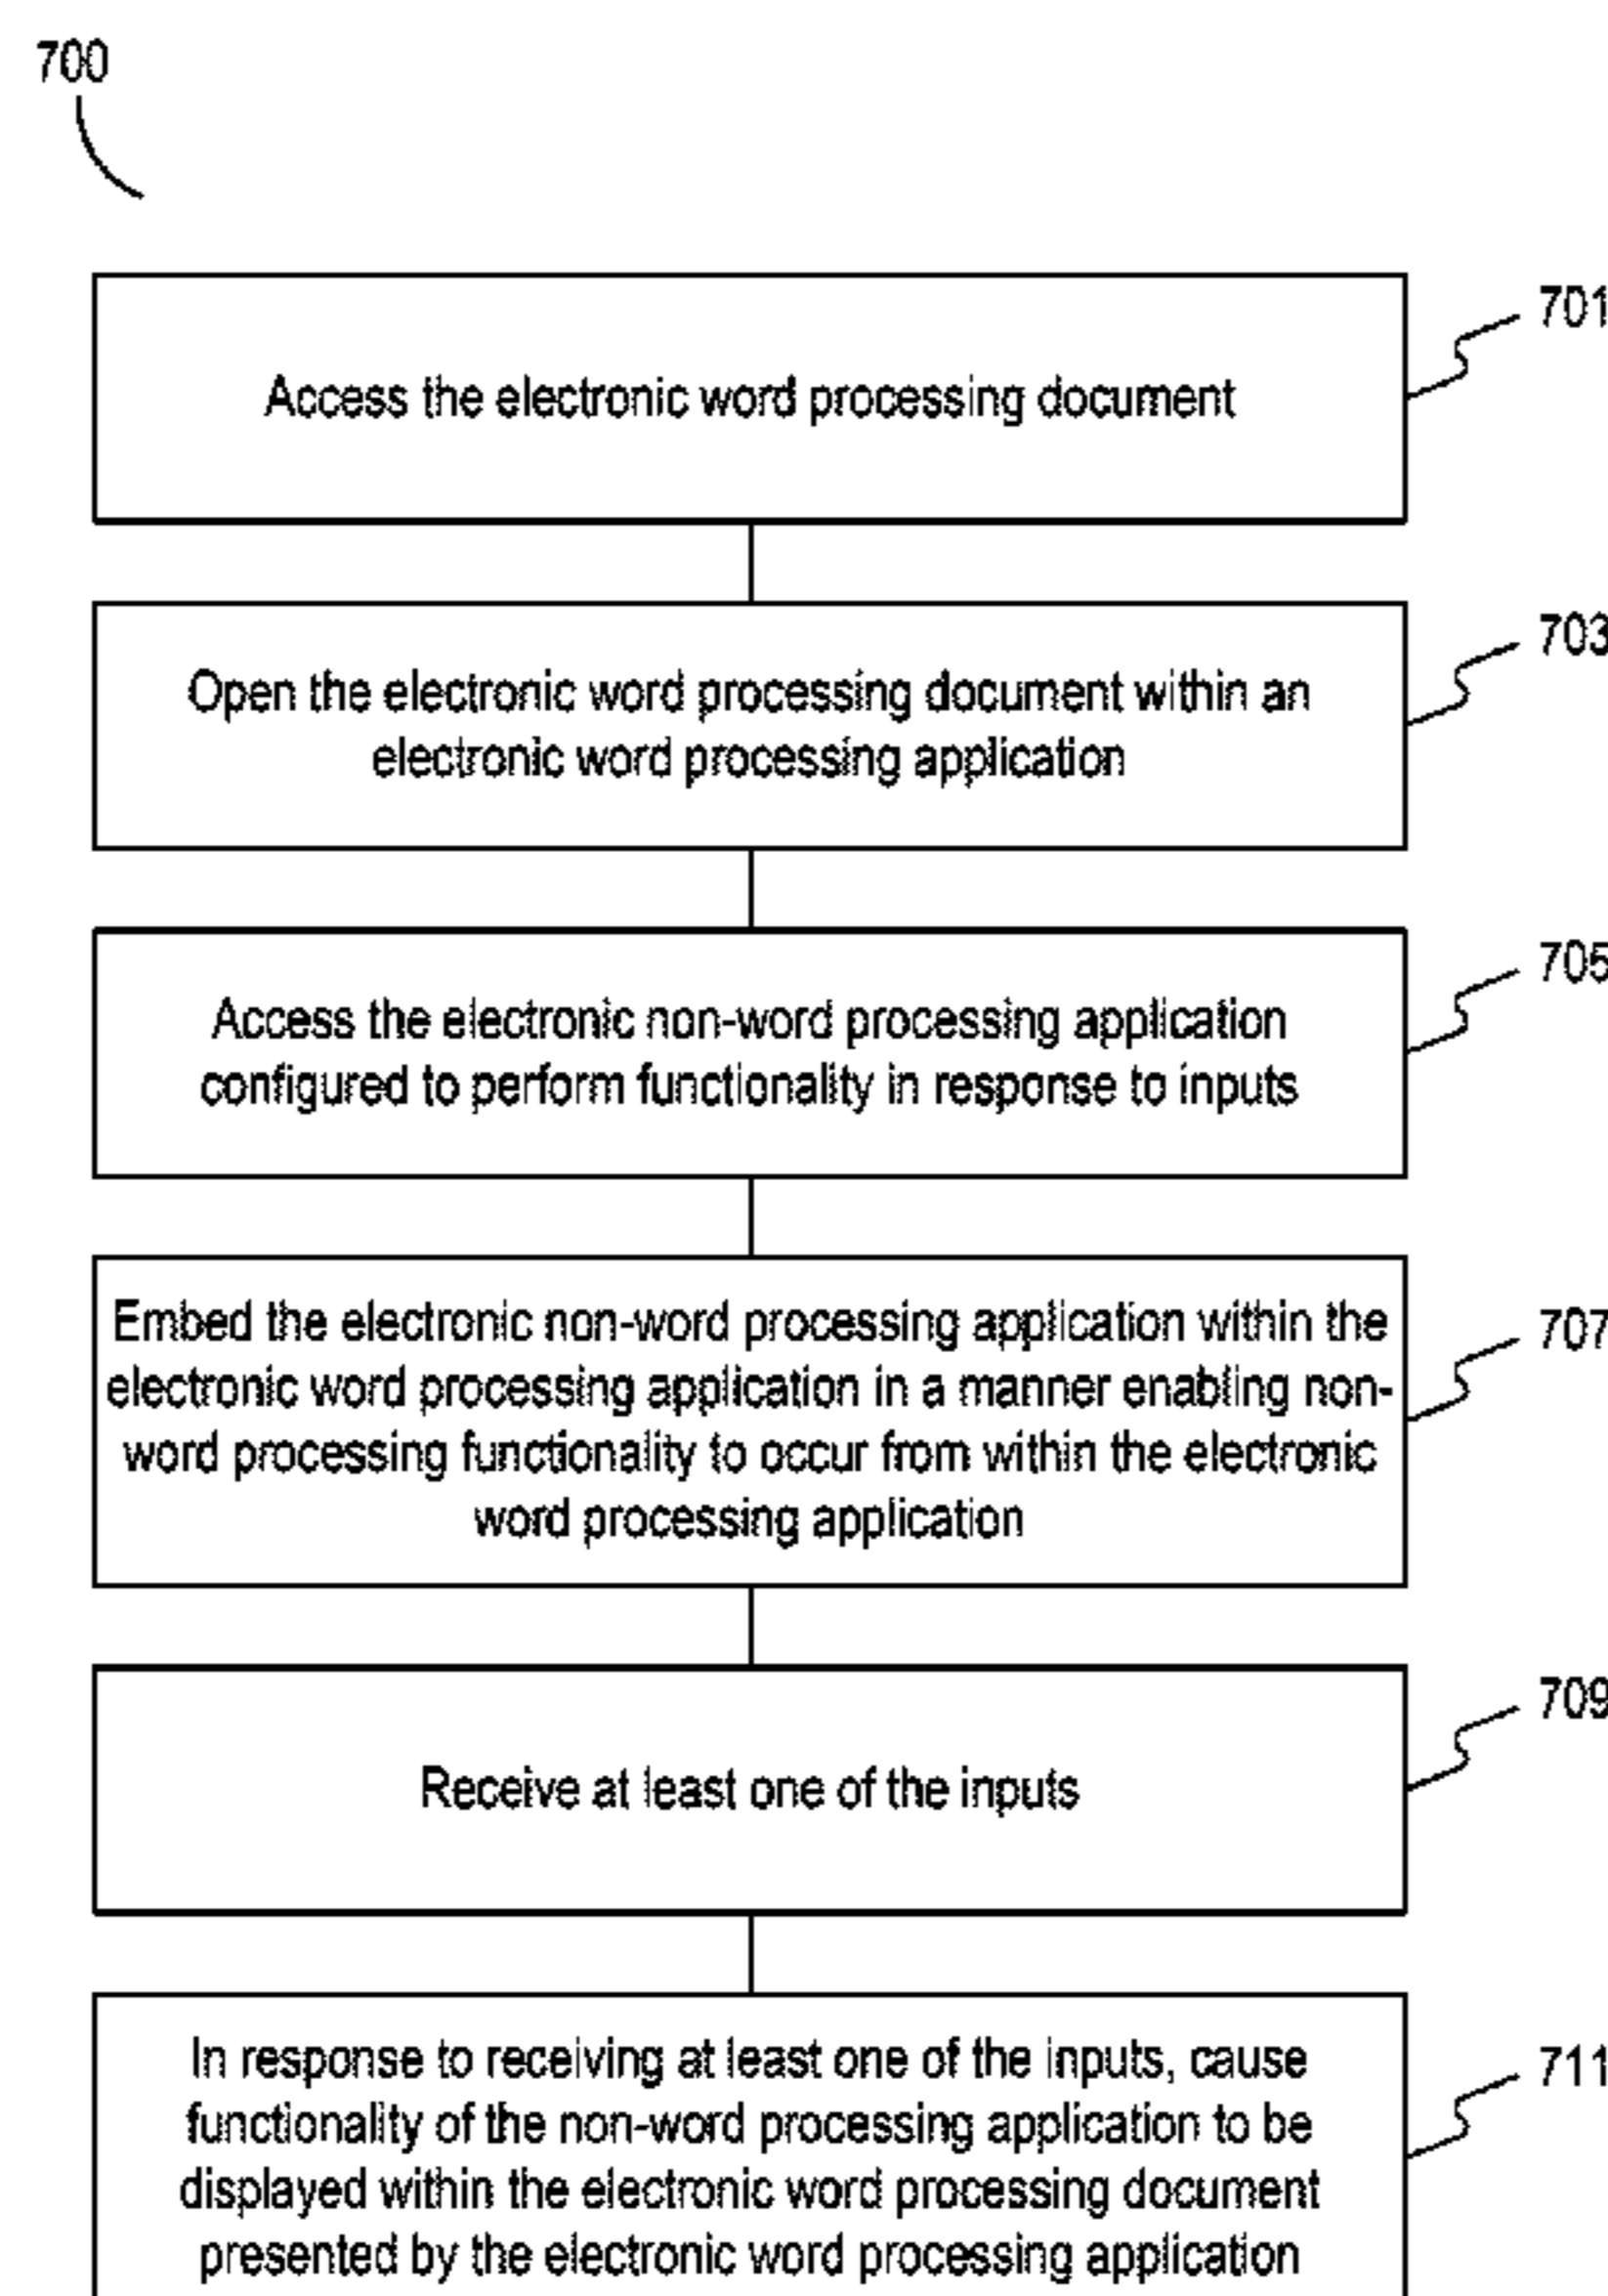 700
701
Access the electronic word processing document
703
Open the electronic word processing document within an
electronic word processing application
705
Access the electronic non-word processing application
configured to perform functionality in response to inputs
707
Embed the electronic non-word processing application within the
electronic word processing application in a manner enabling non-
word processing functionality to occur from within the electronic
word processing application
709
Receive at least one of the inputs
711
In response to receiving at least one of the inputs, cause
functionality of the non-word processing application to be
displayed within the electronic word processing document
presented by the electronic word processing application